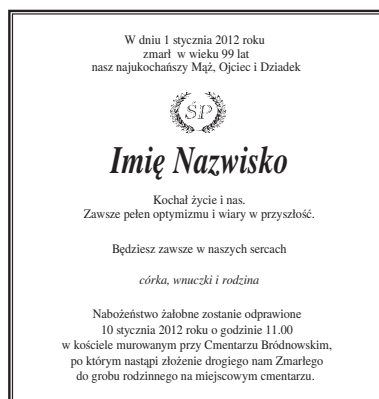 W dniu 1 stycznia 2012 roku
zmarł w wieku 99 lat
nasz najukochańszy Mąż, Ojciec i Dziadek
ŚP
Imię Nazwisko
Kochał życie i nas.
Zawsze pełen optymizmu i wiary w przyszłość.
Będziesz zawsze w naszych sercach
córka, wnuczki i rodzina
Nabożeństwo żałobne zostanie odprawione
10 stycznia 2012 roku o godzinie 11.00
w kościele murowanym przy Cmentarzu Bródnowskim,
po którym nastąpi złożenie drogiego nam Zmarłego
do grobu rodzinnego na miejscowym cmentarzu.